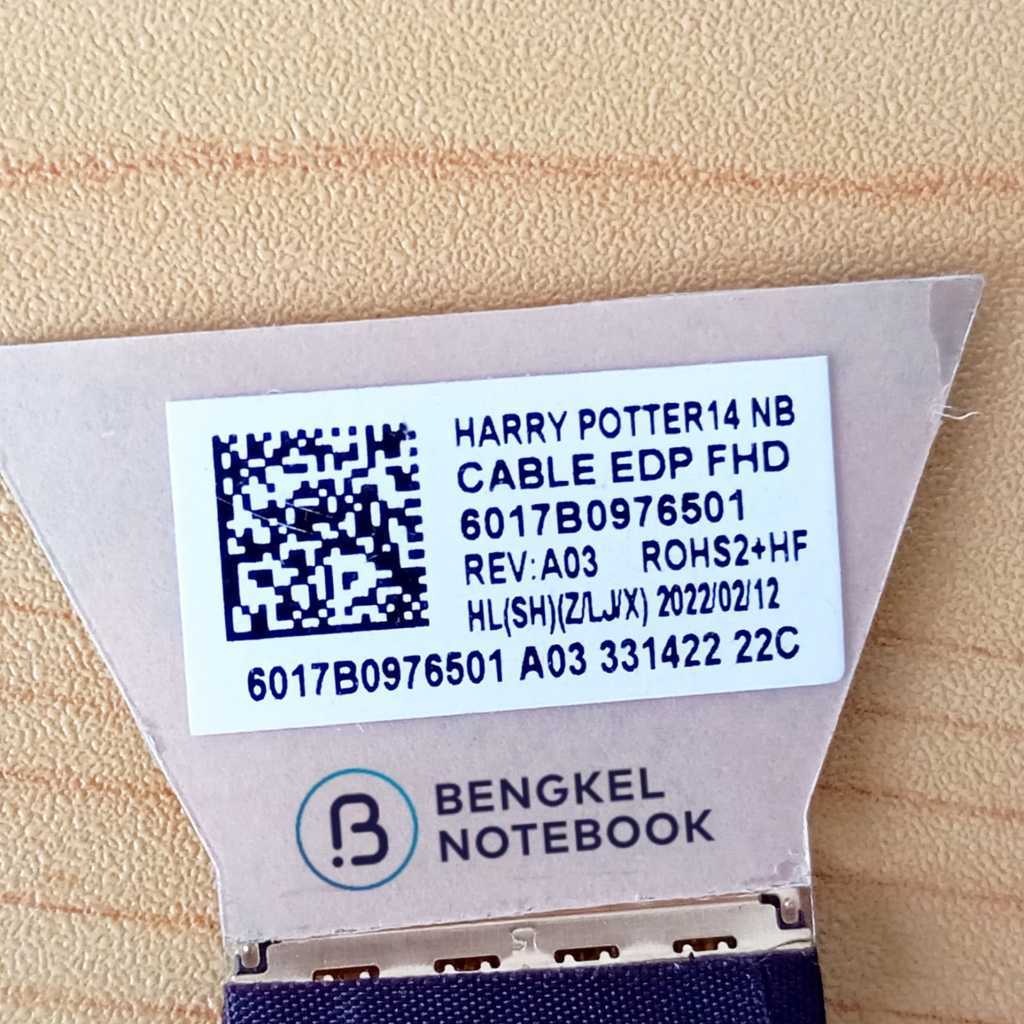 HARRY POTTER14 NB
CABLE EDP FHD
6017B0976501
REV:A03 ROHS2+HF
HL(SH)(Z/LJ/X) 2022/02/12
6017B0976501 A03 331422 22C
B
BENGKEL
NOTEBOOK